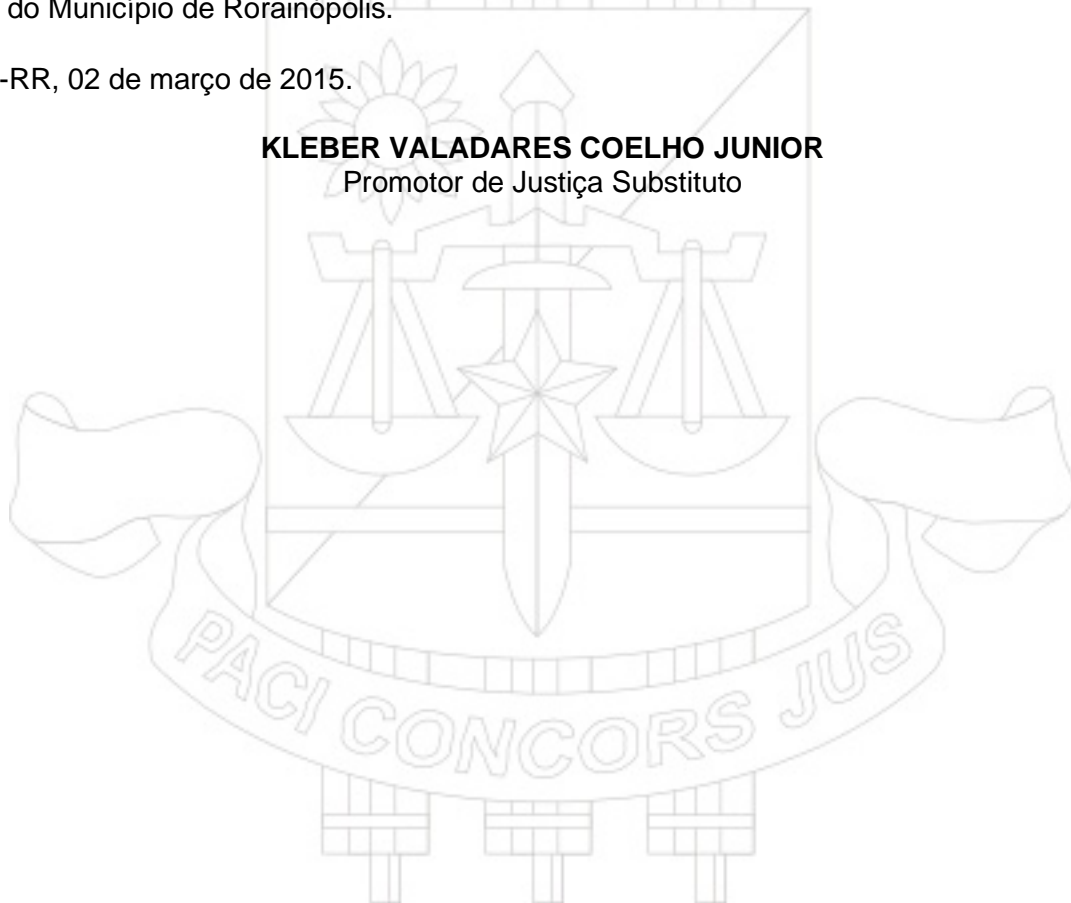 do Município de Rorainópolis.
-RR, 02 de março de 2015.
KLEBER VALADARES COELHO JUNIOR
Promotor de Justiça Substituto
PACI CONCORS JUS